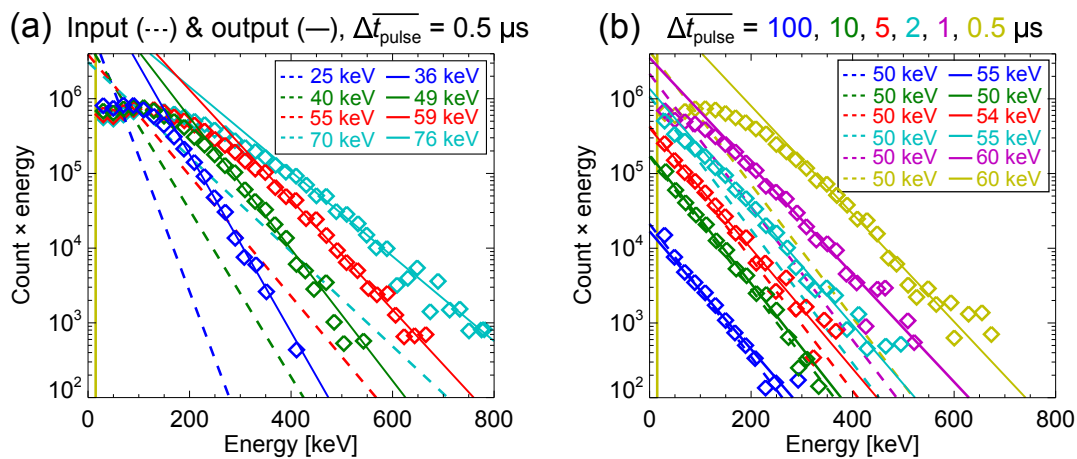 (a) Input (---) & output (—), Δt̅pulse = 0.5 μs
25 keV 36 keV
40 keV 49 keV
55 keV 59 keV
70 keV 76 keV
Count × energy
10⁶
10⁵
10⁴
10³
10²
0 200 400 600 800
Energy [keV]
(b) Δt̅pulse = 100, 10, 5, 2, 1, 0.5 μs
50 keV 55 keV
50 keV 50 keV
50 keV 54 keV
50 keV 55 keV
50 keV 60 keV
50 keV 60 keV
Count × energy
10⁶
10⁵
10⁴
10³
10²
0 200 400 600 800
Energy [keV]